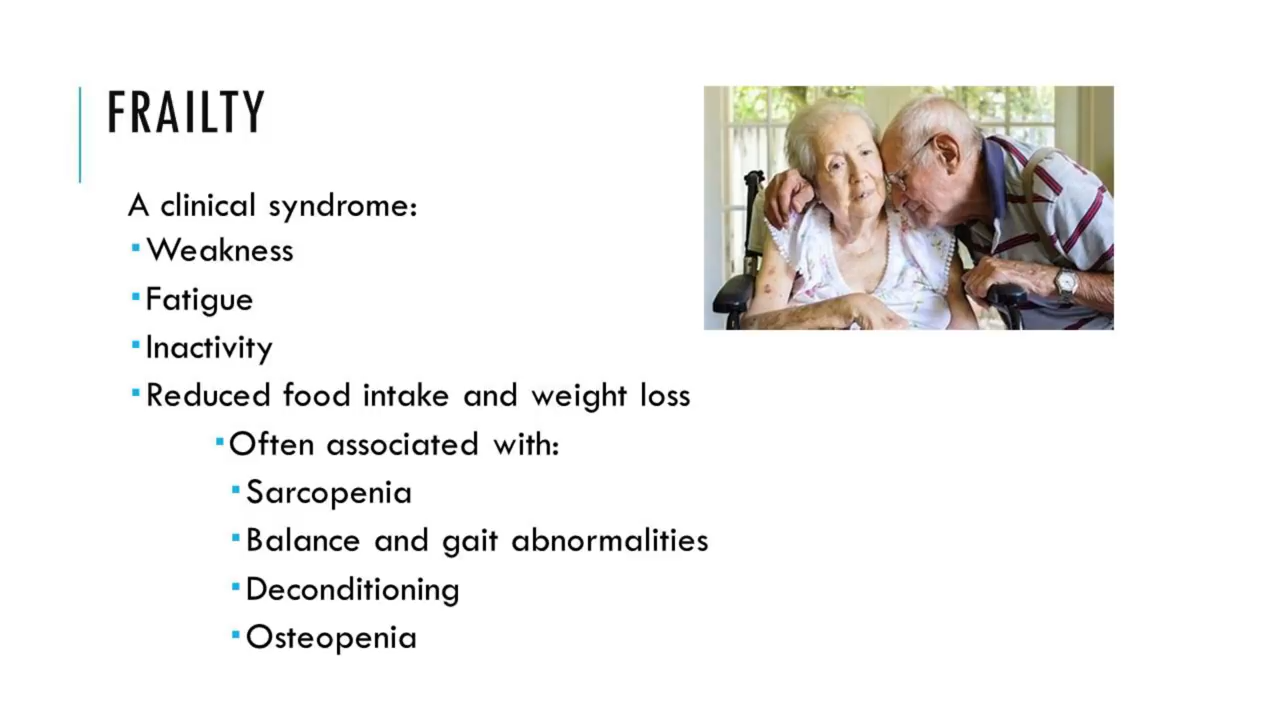 FRAILTY
A clinical syndrome:
▪Weakness
▪Fatigue
▪Inactivity
▪Reduced food intake and weight loss
▪Often associated with:
▪Sarcopenia
▪Balance and gait abnormalities
▪Deconditioning
▪Osteopenia